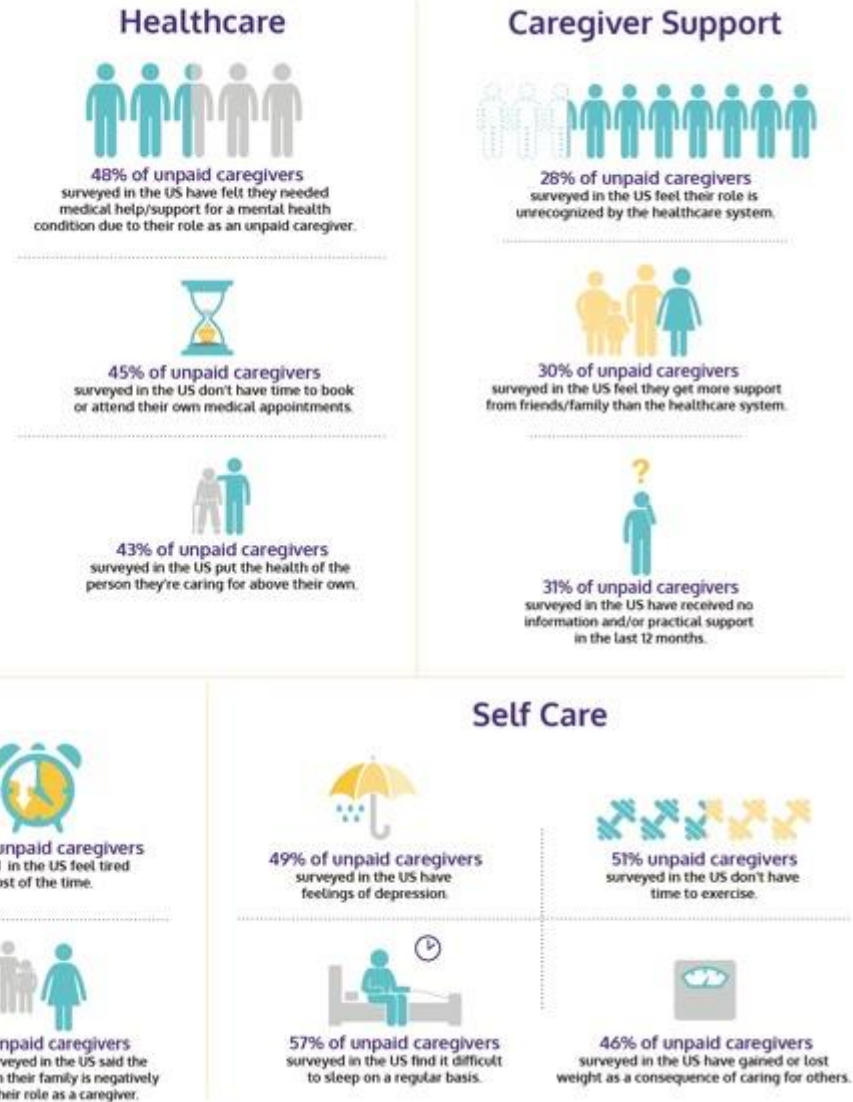 Healthcare
48% of unpaid caregivers
surveyed in the US have felt they needed
medical help/support for a mental health
condition due to their role as an unpaid caregiver.
45% of unpaid caregivers
surveyed in the US don't have time to book
or attend their own medical appointments.
43% of unpaid caregivers
surveyed in the US put the health of the
person they're caring for above their own.
Caregiver Support
28% of unpaid caregivers
surveyed in the US feel their role is
unrecognized by the healthcare system.
30% of unpaid caregivers
surveyed in the US feel they get more support
from friends/family than the healthcare system.
?
31% of unpaid caregivers
surveyed in the US have received no
information and/or practical support
in the last 12 months.
unpaid caregivers
in the US feel tired
of the time.
caregivers
in the US said the
their family is negatively
their role as a caregiver.
Self Care
49% of unpaid caregivers
surveyed in the US have
feelings of depression.
51% unpaid caregivers
surveyed in the US don't have
time to exercise.
57% of unpaid caregivers
surveyed in the US find it difficult
to sleep on a regular basis.
46% of unpaid caregivers
surveyed in the US have gained or lost
weight as a consequence of caring for others.